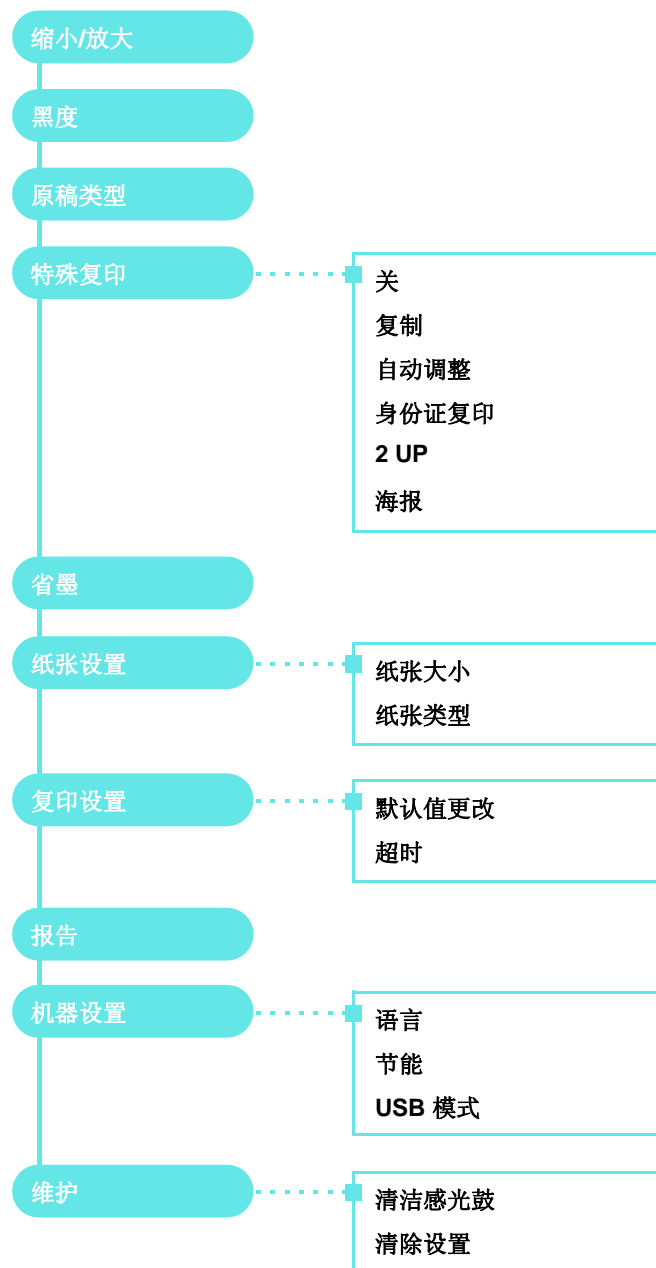 缩小/放大
黑度
原稿类型
特殊复印
关
复制
自动调整
身份证复印
2 UP
海报
省墨
纸张设置
纸张大小
纸张类型
复印设置
默认值更改
超时
报告
机器设置
语言
节能
USB 模式
维护
清洁感光鼓
清除设置